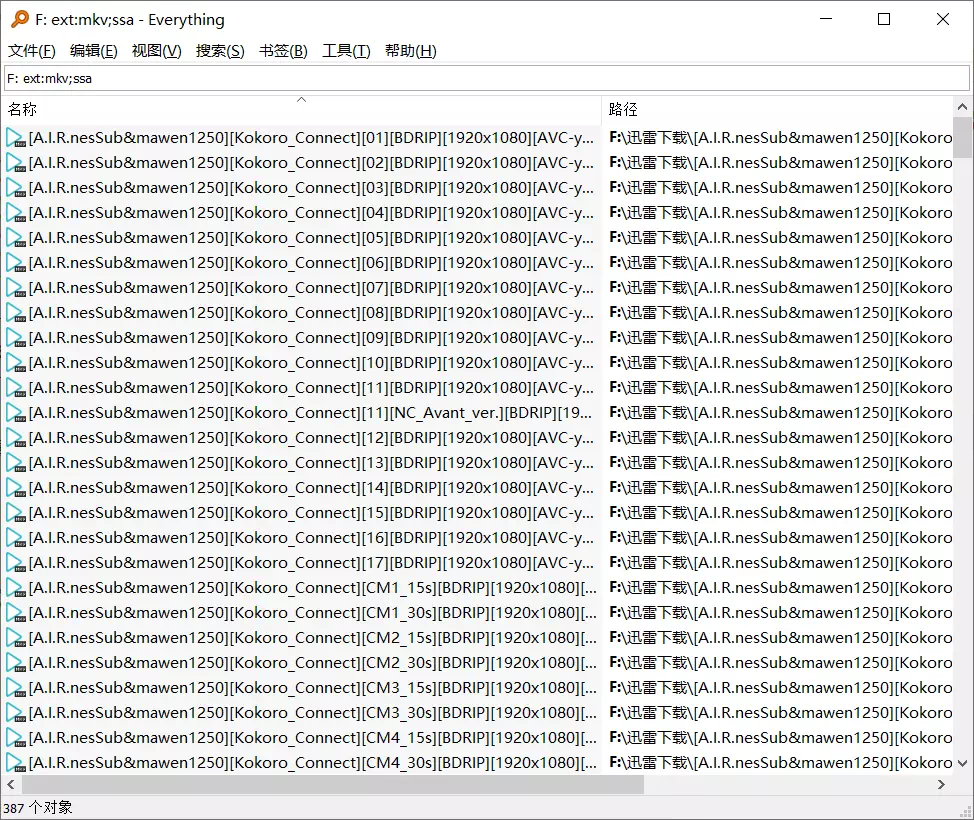 F: ext:mkv;ssa - Everything
文件(F) 编辑(E) 视图(V) 搜索(S) 书签(B) 工具(T) 帮助(H)
F: ext:mkv;ssa
名称 路径
[A.I.R.nesSub&mawen1250][Kokoro_Connect][01][BDRIP][1920x1080][AVC-y... F:\迅雷下载\[A.I.R.nesSub&mawen1250][Kokoro
[A.I.R.nesSub&mawen1250][Kokoro_Connect][02][BDRIP][1920x1080][AVC-y... F:\迅雷下载\[A.I.R.nesSub&mawen1250][Kokoro
[A.I.R.nesSub&mawen1250][Kokoro_Connect][03][BDRIP][1920x1080][AVC-y... F:\迅雷下载\[A.I.R.nesSub&mawen1250][Kokoro
[A.I.R.nesSub&mawen1250][Kokoro_Connect][04][BDRIP][1920x1080][AVC-y... F:\迅雷下载\[A.I.R.nesSub&mawen1250][Kokoro
[A.I.R.nesSub&mawen1250][Kokoro_Connect][05][BDRIP][1920x1080][AVC-y... F:\迅雷下载\[A.I.R.nesSub&mawen1250][Kokoro
[A.I.R.nesSub&mawen1250][Kokoro_Connect][06][BDRIP][1920x1080][AVC-y... F:\迅雷下载\[A.I.R.nesSub&mawen1250][Kokoro
[A.I.R.nesSub&mawen1250][Kokoro_Connect][07][BDRIP][1920x1080][AVC-y... F:\迅雷下载\[A.I.R.nesSub&mawen1250][Kokoro
[A.I.R.nesSub&mawen1250][Kokoro_Connect][08][BDRIP][1920x1080][AVC-y... F:\迅雷下载\[A.I.R.nesSub&mawen1250][Kokoro
[A.I.R.nesSub&mawen1250][Kokoro_Connect][09][BDRIP][1920x1080][AVC-y... F:\迅雷下载\[A.I.R.nesSub&mawen1250][Kokoro
[A.I.R.nesSub&mawen1250][Kokoro_Connect][10][BDRIP][1920x1080][AVC-y... F:\迅雷下载\[A.I.R.nesSub&mawen1250][Kokoro
[A.I.R.nesSub&mawen1250][Kokoro_Connect][11][BDRIP][1920x1080][AVC-y... F:\迅雷下载\[A.I.R.nesSub&mawen1250][Kokoro
[A.I.R.nesSub&mawen1250][Kokoro_Connect][11][NC_Avant_ver.][BDRIP][19... F:\迅雷下载\[A.I.R.nesSub&mawen1250][Kokoro
[A.I.R.nesSub&mawen1250][Kokoro_Connect][12][BDRIP][1920x1080][AVC-y... F:\迅雷下载\[A.I.R.nesSub&mawen1250][Kokoro
[A.I.R.nesSub&mawen1250][Kokoro_Connect][13][BDRIP][1920x1080][AVC-y... F:\迅雷下载\[A.I.R.nesSub&mawen1250][Kokoro
[A.I.R.nesSub&mawen1250][Kokoro_Connect][14][BDRIP][1920x1080][AVC-y... F:\迅雷下载\[A.I.R.nesSub&mawen1250][Kokoro
[A.I.R.nesSub&mawen1250][Kokoro_Connect][15][BDRIP][1920x1080][AVC-y... F:\迅雷下载\[A.I.R.nesSub&mawen1250][Kokoro
[A.I.R.nesSub&mawen1250][Kokoro_Connect][16][BDRIP][1920x1080][AVC-y... F:\迅雷下载\[A.I.R.nesSub&mawen1250][Kokoro
[A.I.R.nesSub&mawen1250][Kokoro_Connect][17][BDRIP][1920x1080][AVC-y... F:\迅雷下载\[A.I.R.nesSub&mawen1250][Kokoro
[A.I.R.nesSub&mawen1250][Kokoro_Connect][CM1_15s][BDRIP][1920x1080][... F:\迅雷下载\[A.I.R.nesSub&mawen1250][Kokoro
[A.I.R.nesSub&mawen1250][Kokoro_Connect][CM1_30s][BDRIP][1920x1080][... F:\迅雷下载\[A.I.R.nesSub&mawen1250][Kokoro
[A.I.R.nesSub&mawen1250][Kokoro_Connect][CM2_15s][BDRIP][1920x1080][... F:\迅雷下载\[A.I.R.nesSub&mawen1250][Kokoro
[A.I.R.nesSub&mawen1250][Kokoro_Connect][CM2_30s][BDRIP][1920x1080][... F:\迅雷下载\[A.I.R.nesSub&mawen1250][Kokoro
[A.I.R.nesSub&mawen1250][Kokoro_Connect][CM3_15s][BDRIP][1920x1080][... F:\迅雷下载\[A.I.R.nesSub&mawen1250][Kokoro
[A.I.R.nesSub&mawen1250][Kokoro_Connect][CM3_30s][BDRIP][1920x1080][... F:\迅雷下载\[A.I.R.nesSub&mawen1250][Kokoro
[A.I.R.nesSub&mawen1250][Kokoro_Connect][CM4_15s][BDRIP][1920x1080][... F:\迅雷下载\[A.I.R.nesSub&mawen1250][Kokoro
[A.I.R.nesSub&mawen1250][Kokoro_Connect][CM4_30s][BDRIP][1920x1080][... F:\迅雷下载\[A.I.R.nesSub&mawen1250][Kokoro
387 个对象